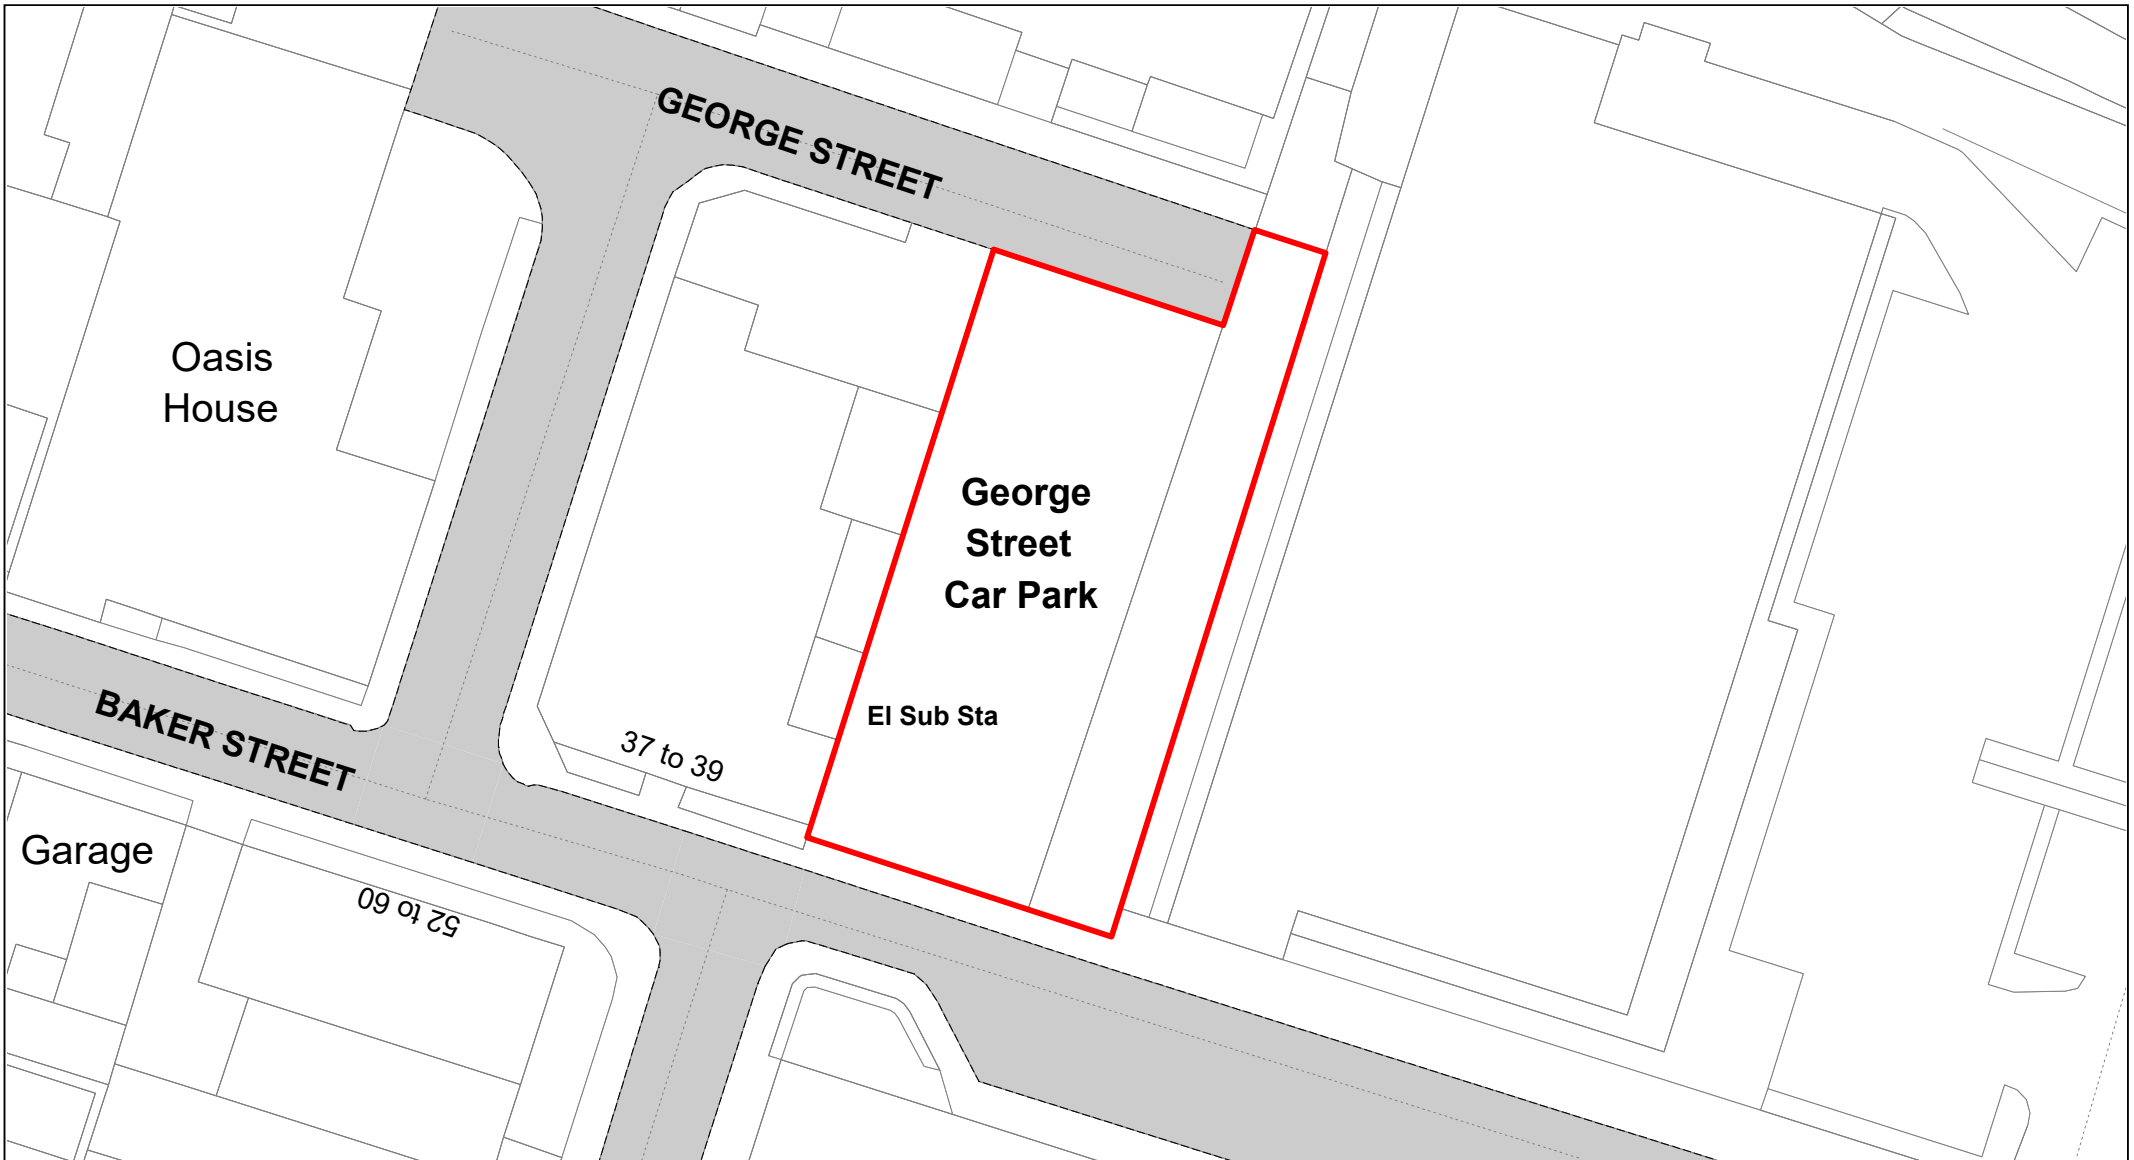 GEORGE STREET
Oasis
House
George
Street
Car Park
El Sub Sta
BAKER STREET
37 to 39
Garage
52 to 60